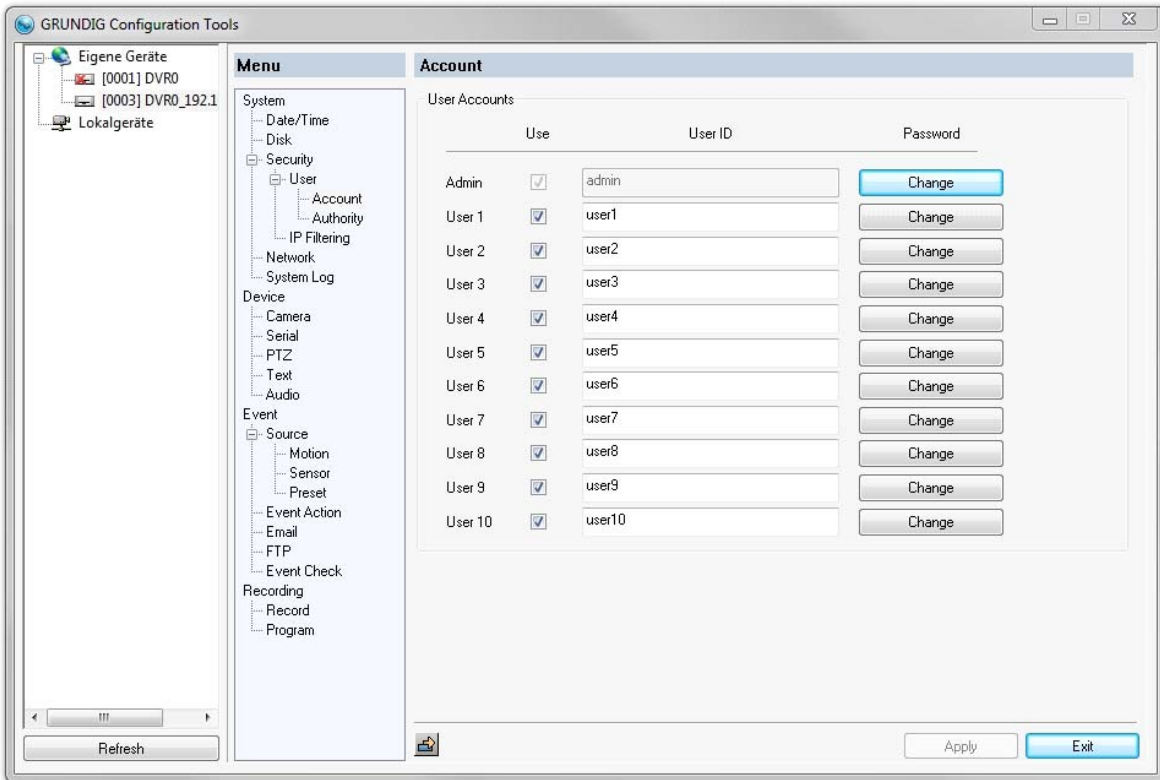 GRUNDIG Configuration Tools
Eigene Geräte
[0001] DVR0
[0003] DVR0_192.1
Lokalgeräte
Refresh
Menu
System
Date/Time
Disk
Security
User
Account
Authority
IP Filtering
Network
System Log
Device
Camera
Serial
PTZ
Text
Audio
Event
Source
Motion
Sensor
Preset
Event Action
Email
FTP
Event Check
Recording
Record
Program
Account
User Accounts
Use User ID Password
Admin admin Change
User 1 user1 Change
User 2 user2 Change
User 3 user3 Change
User 4 user4 Change
User 5 user5 Change
User 6 user6 Change
User 7 user7 Change
User 8 user8 Change
User 9 user9 Change
User 10 user10 Change
Apply Exit